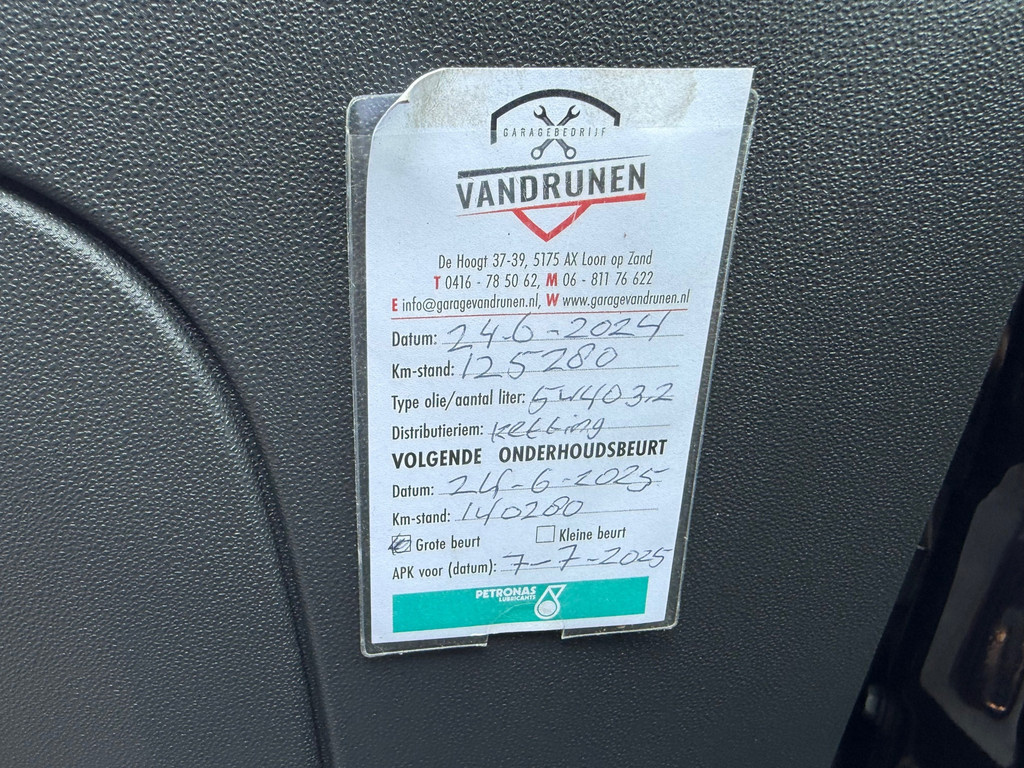 GARAGEBEDRIJF
VANDRUNEN
De Hoogt 37-39, 5175 AX Loon op Zand
T 0416 - 78 50 62, M 06 - 811 76 622
E info@garagevandrunen.nl, W www.garagevandrunen.nl
Datum: 24-6-2024
Km-stand: 125280
Type olie/aantal liter: 5W40 3.2
Distributieriem: ketting
VOLGENDE ONDERHOUDSBEURT
Datum: 24-6-2025
Km-stand: 140280
Grote beurt Kleine beurt
APK voor (datum): 7-7-2025
PETRONAS
LUBRICANTS